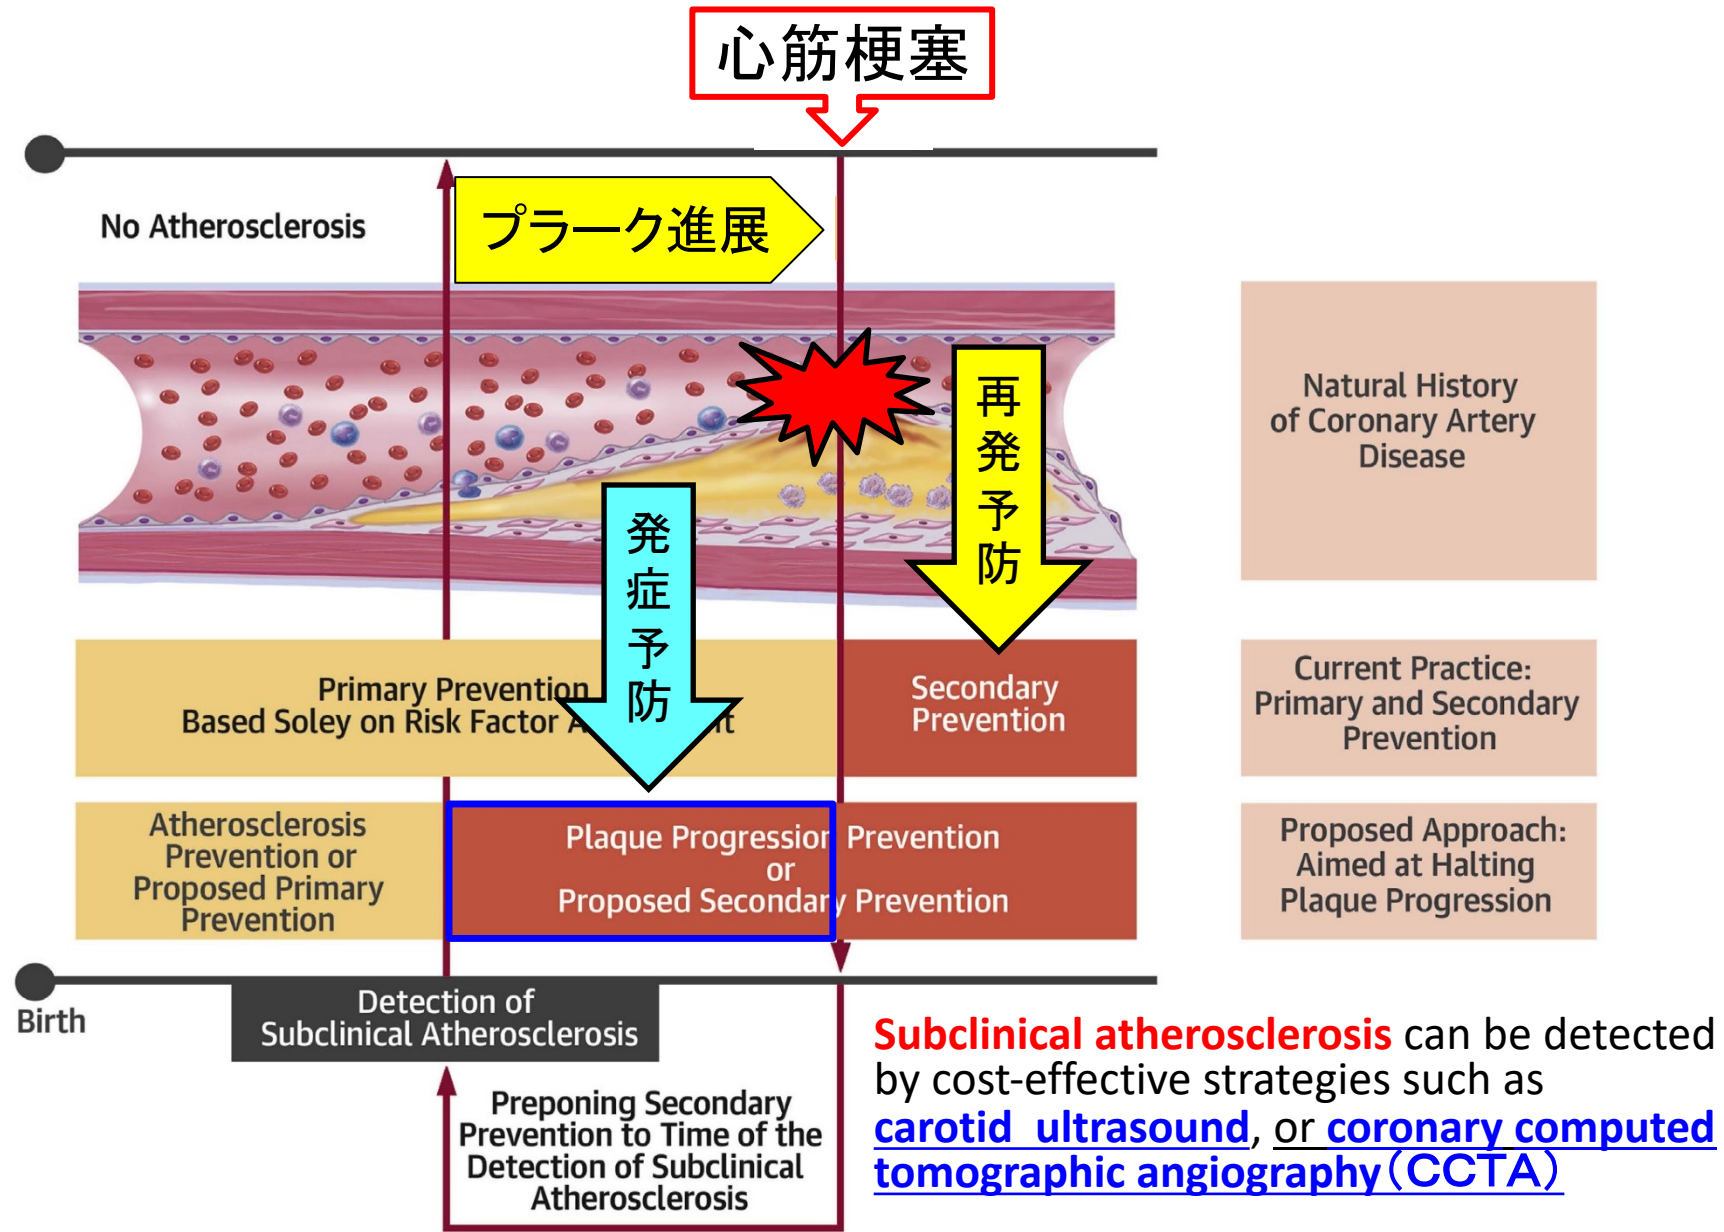 心筋梗塞
No Atherosclerosis
プラーク進展
再発予防
発症予防
Natural History
of Coronary Artery
Disease
Primary Prevention
Based Soley on Risk Factor
Secondary
Prevention
Current Practice:
Primary and Secondary
Prevention
Atherosclerosis
Prevention or
Proposed Primary
Prevention
Plaque Progression Prevention
or
Proposed Secondary Prevention
Proposed Approach:
Aimed at Halting
Plaque Progression
Birth
Detection of
Subclinical Atherosclerosis
Preponing Secondary
Prevention to Time of the
Detection of Subclinical
Atherosclerosis
Subclinical atherosclerosis can be detected
by cost-effective strategies such as
carotid ultrasound, or coronary computed
tomographic angiography（CCTA）